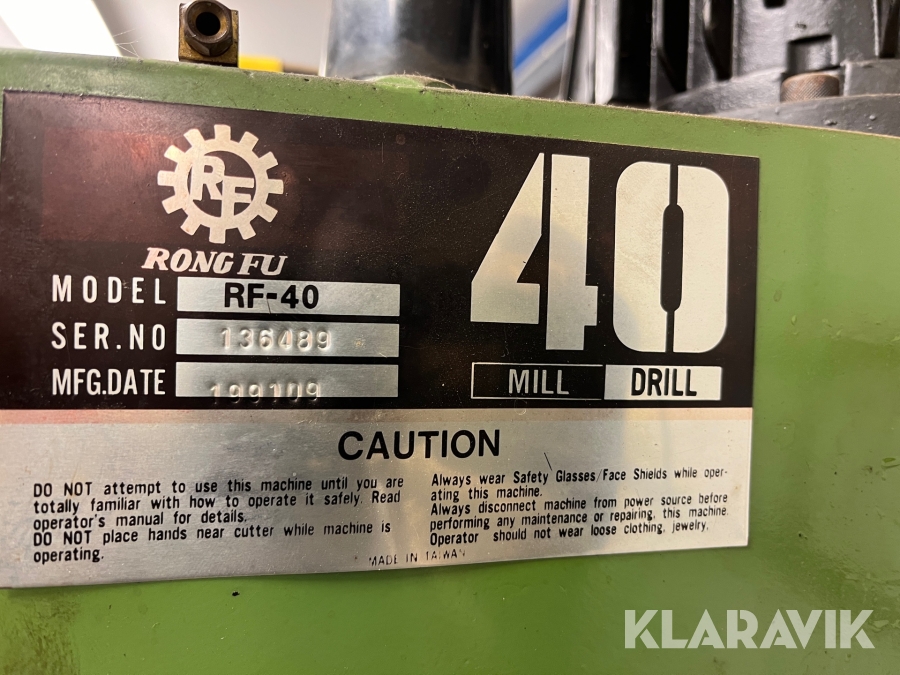 RF
RONG FU
40
MODEL RF-40
SER.NO 136489
MFG.DATE 199109
MILL DRILL
CAUTION
DO NOT attempt to use this machine until you are
totally familiar with how to operate it safely. Read
operator's manual for details.
DO NOT place hands near cutter while machine is
operating.
Always wear Safety Glasses/Face Shields while oper-
ating this machine.
Always disconnect machine from power source before
performing any maintenance or repairing, this machine.
Operator should not wear loose clothing, jewelry.
MADE IN TAIWAN
KLARAVIK